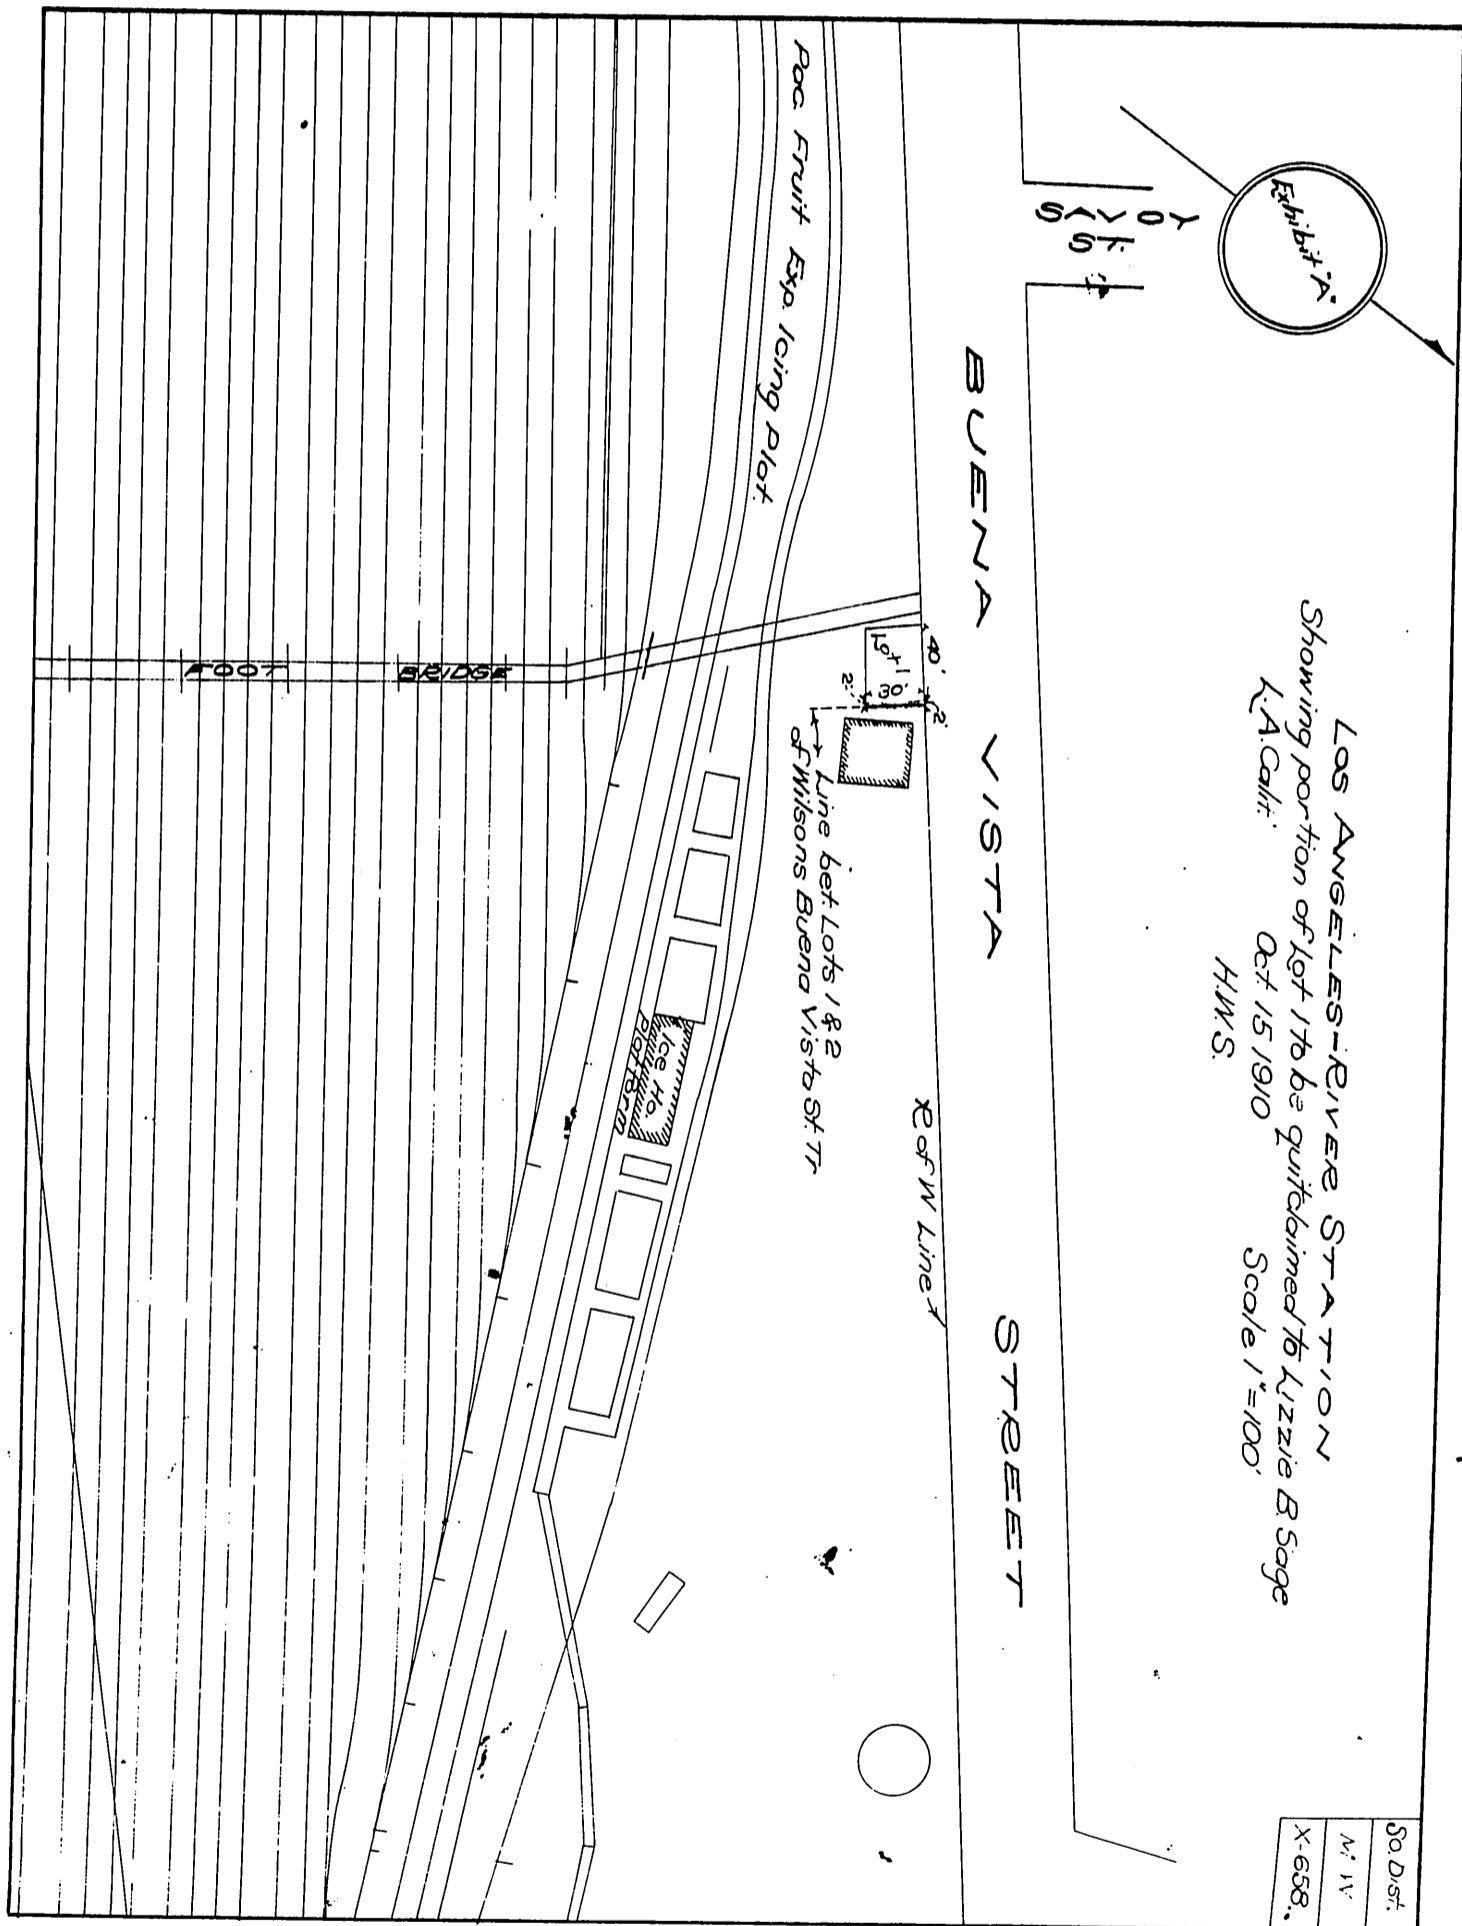 So. Dist.
X-658
LOS ANGELES-RIVER STATION
Showing portion of Lot 1 to be quitclaimed to Lizzie B. Sage
L.A. Calif. Oct. 15 1910 Scale 1"=100'
H.W.S.
Exhibit "A"
SAVOY
St.
BUENA VISTA STREET
R of W Line
40'
Lot 1
30'
2'
2'
Line bet. Lots 1 & 2
of Wilsons Buena Vista St. Tr
Pac. Fruit Exp. Icing Plat.
Ice Ho.
Platform
FOOT BRIDGE